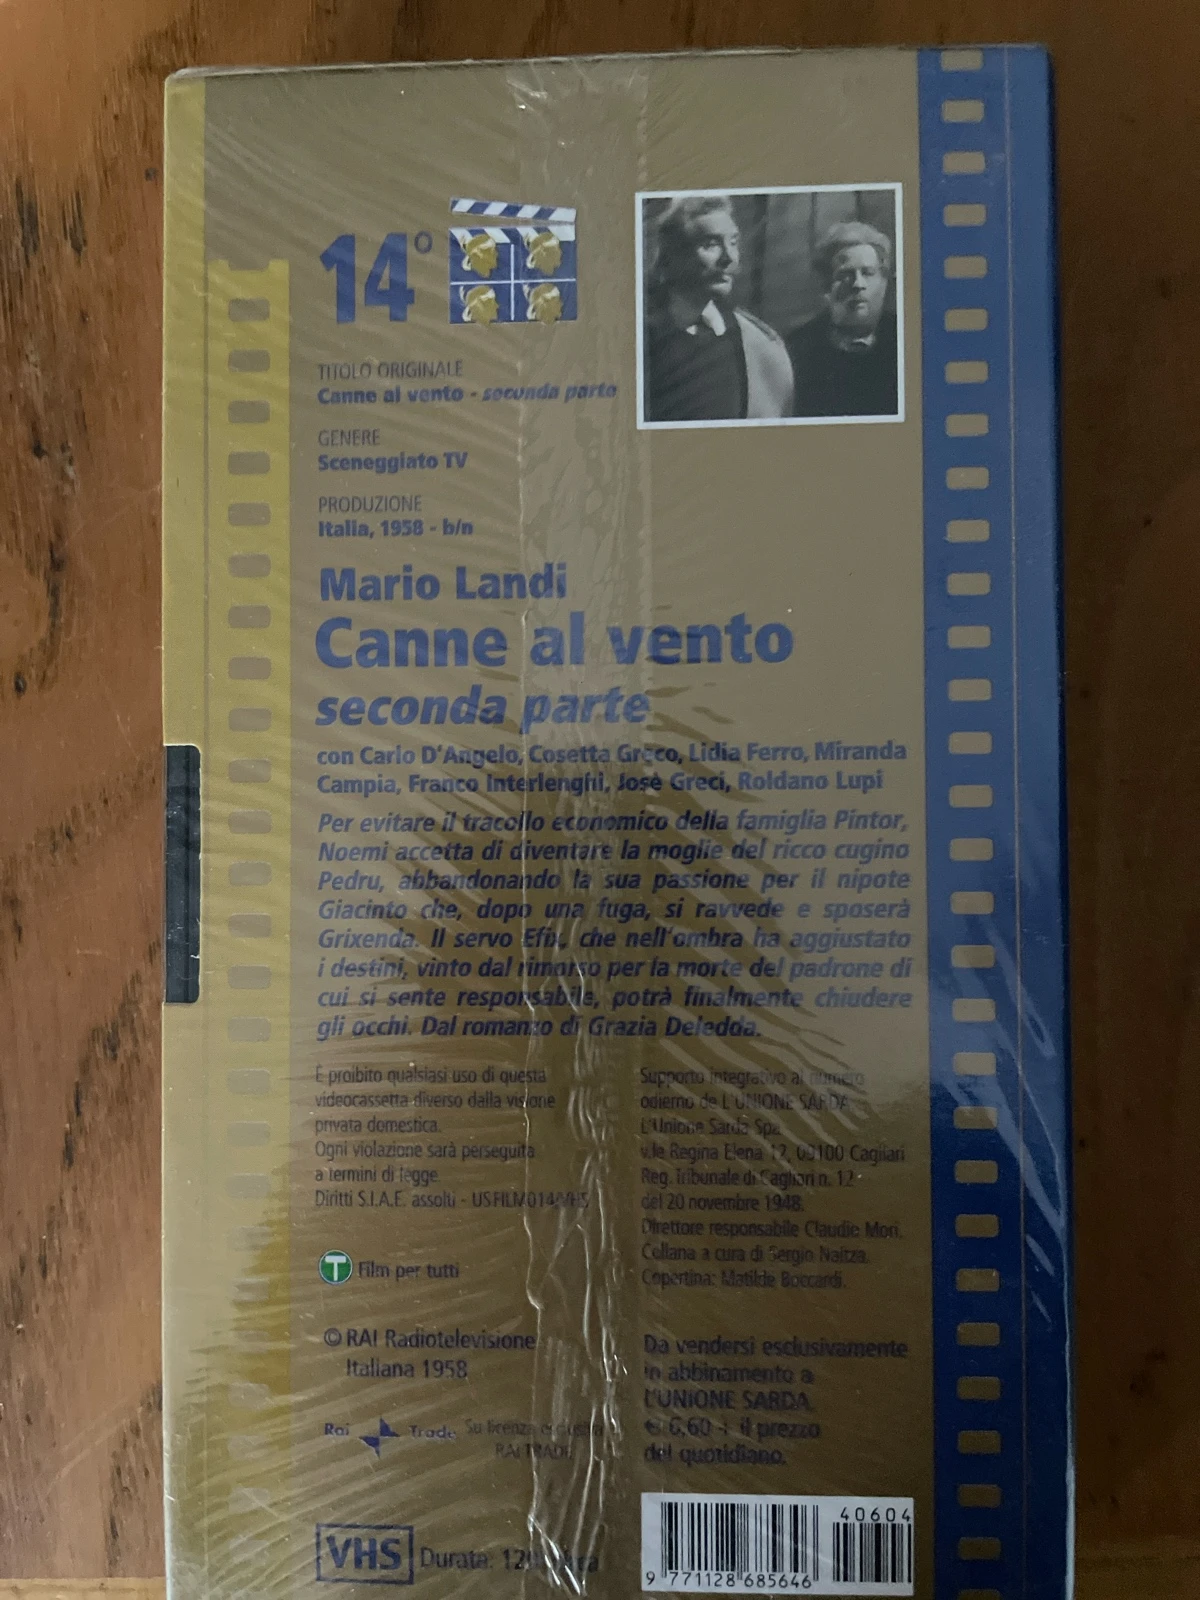 14°
TITOLO ORIGINALE
Canne al vento - seconda parte
GENERE
Sceneggiato TV
PRODUZIONE
Italia, 1958 - b/n
Mario Landi
Canne al vento
seconda parte
con Carlo D'Angelo, Cosetta Greco, Lidia Ferro, Miranda
Campia, Franco Interlenghi, Josè Greci, Roldano Lupi
Per evitare il tracollo economico della famiglia Pintor,
Noemi accetta di diventare la moglie del ricco cugino
Pedru, abbandonando la sua passione per il nipote
Giacinto che, dopo una fuga, si ravvede e sposerà
Grixenda. Il servo Efix, che nell'ombra ha aggiustato
i destini, vinto dal rimorso per la morte del padrone di
cui si sente responsabile, potrà finalmente chiudere
gli occhi. Dal romanzo di Grazia Deledda.
È proibito qualsiasi uso di questa
videocassetta diverso dalla visione
privata domestica.
Ogni violazione sarà perseguita
a termini di legge.
Diritti S.I.A.E. assolti - USFILM014/VHS
T Film per tutti
© RAI Radiotelevisione
Italiana 1958
Rai Trade Su licenza
RAI TRADE
VHS Durata:
Supporto integrativo al numero
odierno de L'UNIONE SARDA
L'Unione Sarda Spa
v.le Regina Elena 12, 09100 Cagliari
Reg. Tribunale di Cagliari n. 12
del 20 novembre 1948.
Direttore responsabile Claudio Mori.
Collana a cura di Sergio Naitza.
Copertina: Matilde Boccardi.
Da vendersi esclusivamente
in abbinamento a
L'UNIONE SARDA.
€ 6,60 + il prezzo
del quotidiano.
40604
9 771128 685646